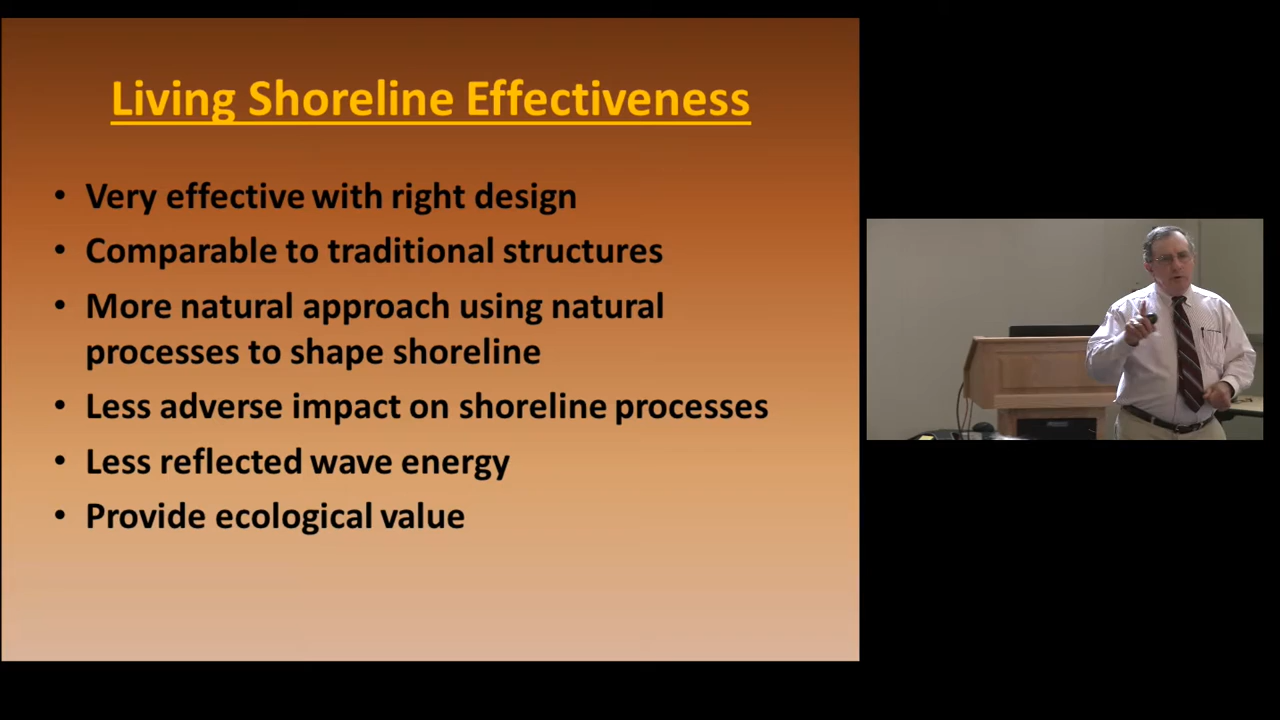 Living Shoreline Effectiveness
• Very effective with right design
• Comparable to traditional structures
• More natural approach using natural
processes to shape shoreline
• Less adverse impact on shoreline processes
• Less reflected wave energy
• Provide ecological value